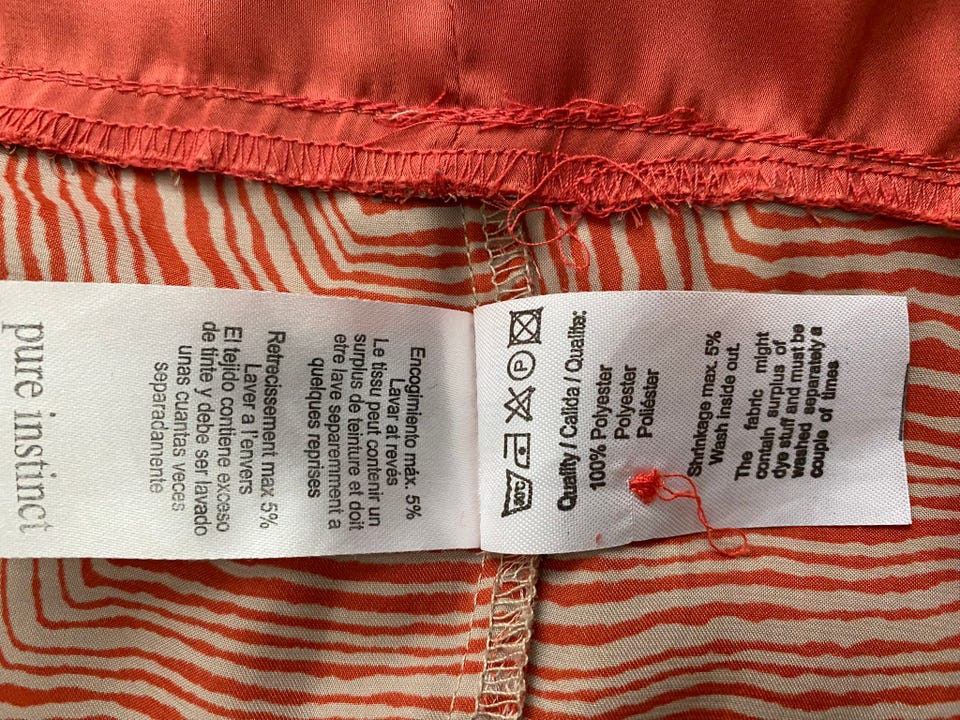 pure instinct
Encogimiento máx. 5%
Lavar at revés
Le tissu peut contenir un
surplus de teinture et doit
etre lave separemment a
quelques reprises
Retrecissement max 5%
Laver a l'envers
El tejido contiene exceso
de tinte y debe ser lavado
unas cuantas veces
separadamente
40°C P
Quality / Calida / Qualite:
100% Polyester
Polyester
Poliéster
Shrinkage max. 5%
Wash inside out.
The fabric might
contain surplus of
dye stuff and must be
washed separately a
couple of times